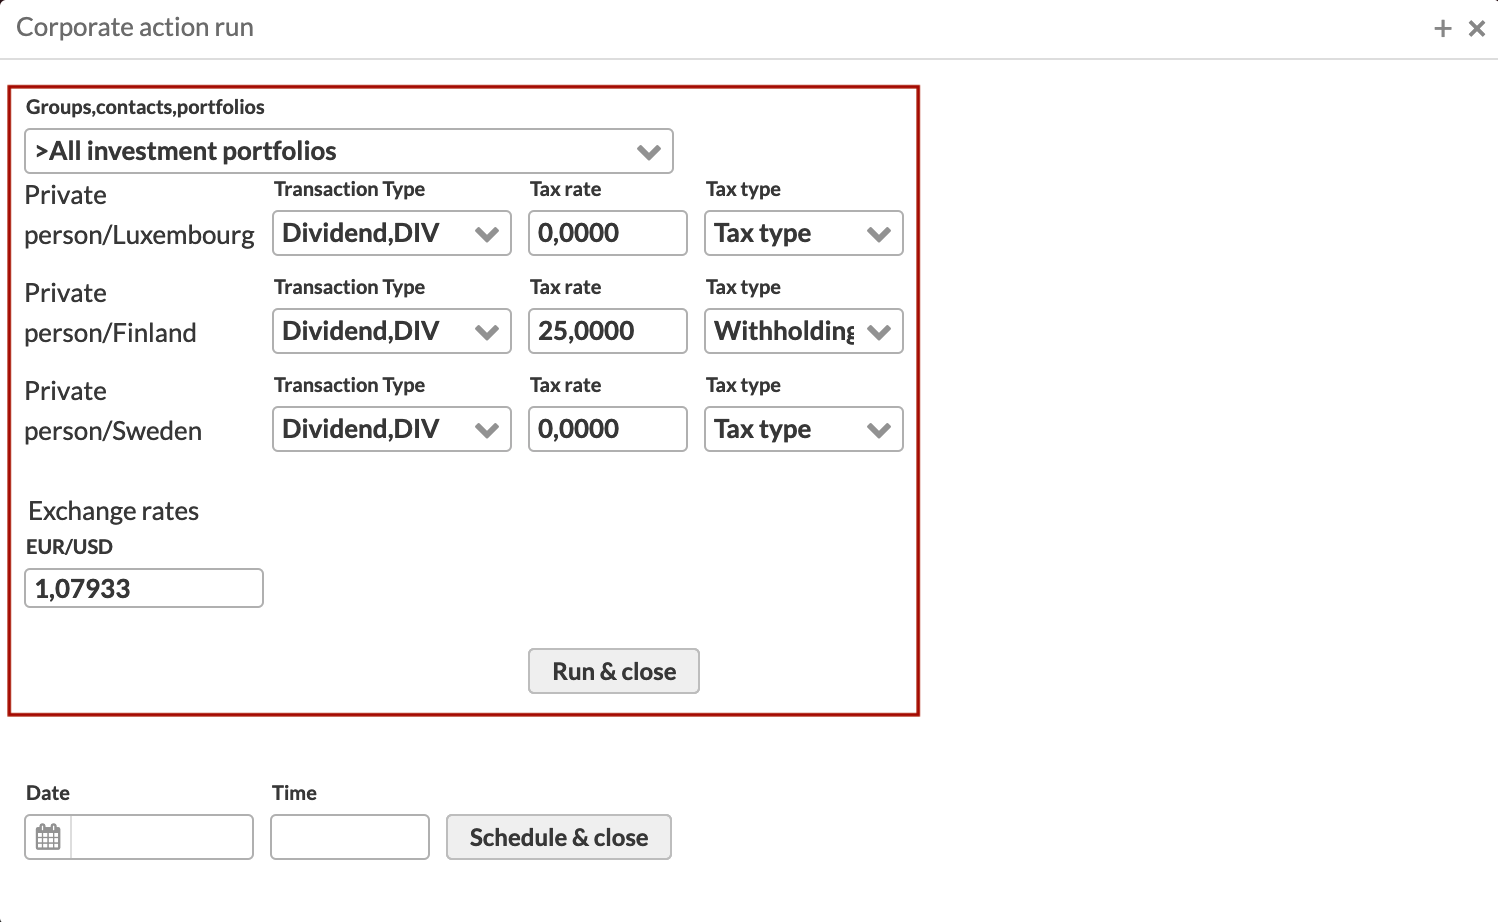 Corporate action run
Groups,contacts,portfolios
>All investment portfolios
Private person/Luxembourg
Transaction Type
Tax rate
Tax type
Dividend,DIV
0,0000
Tax type
Private person/Finland
Transaction Type
Tax rate
Tax type
Dividend,DIV
25,0000
Withholding
Private person/Sweden
Transaction Type
Tax rate
Tax type
Dividend,DIV
0,0000
Tax type
Exchange rates
EUR/USD
1,07933
Run & close
Date
Time
Schedule & close